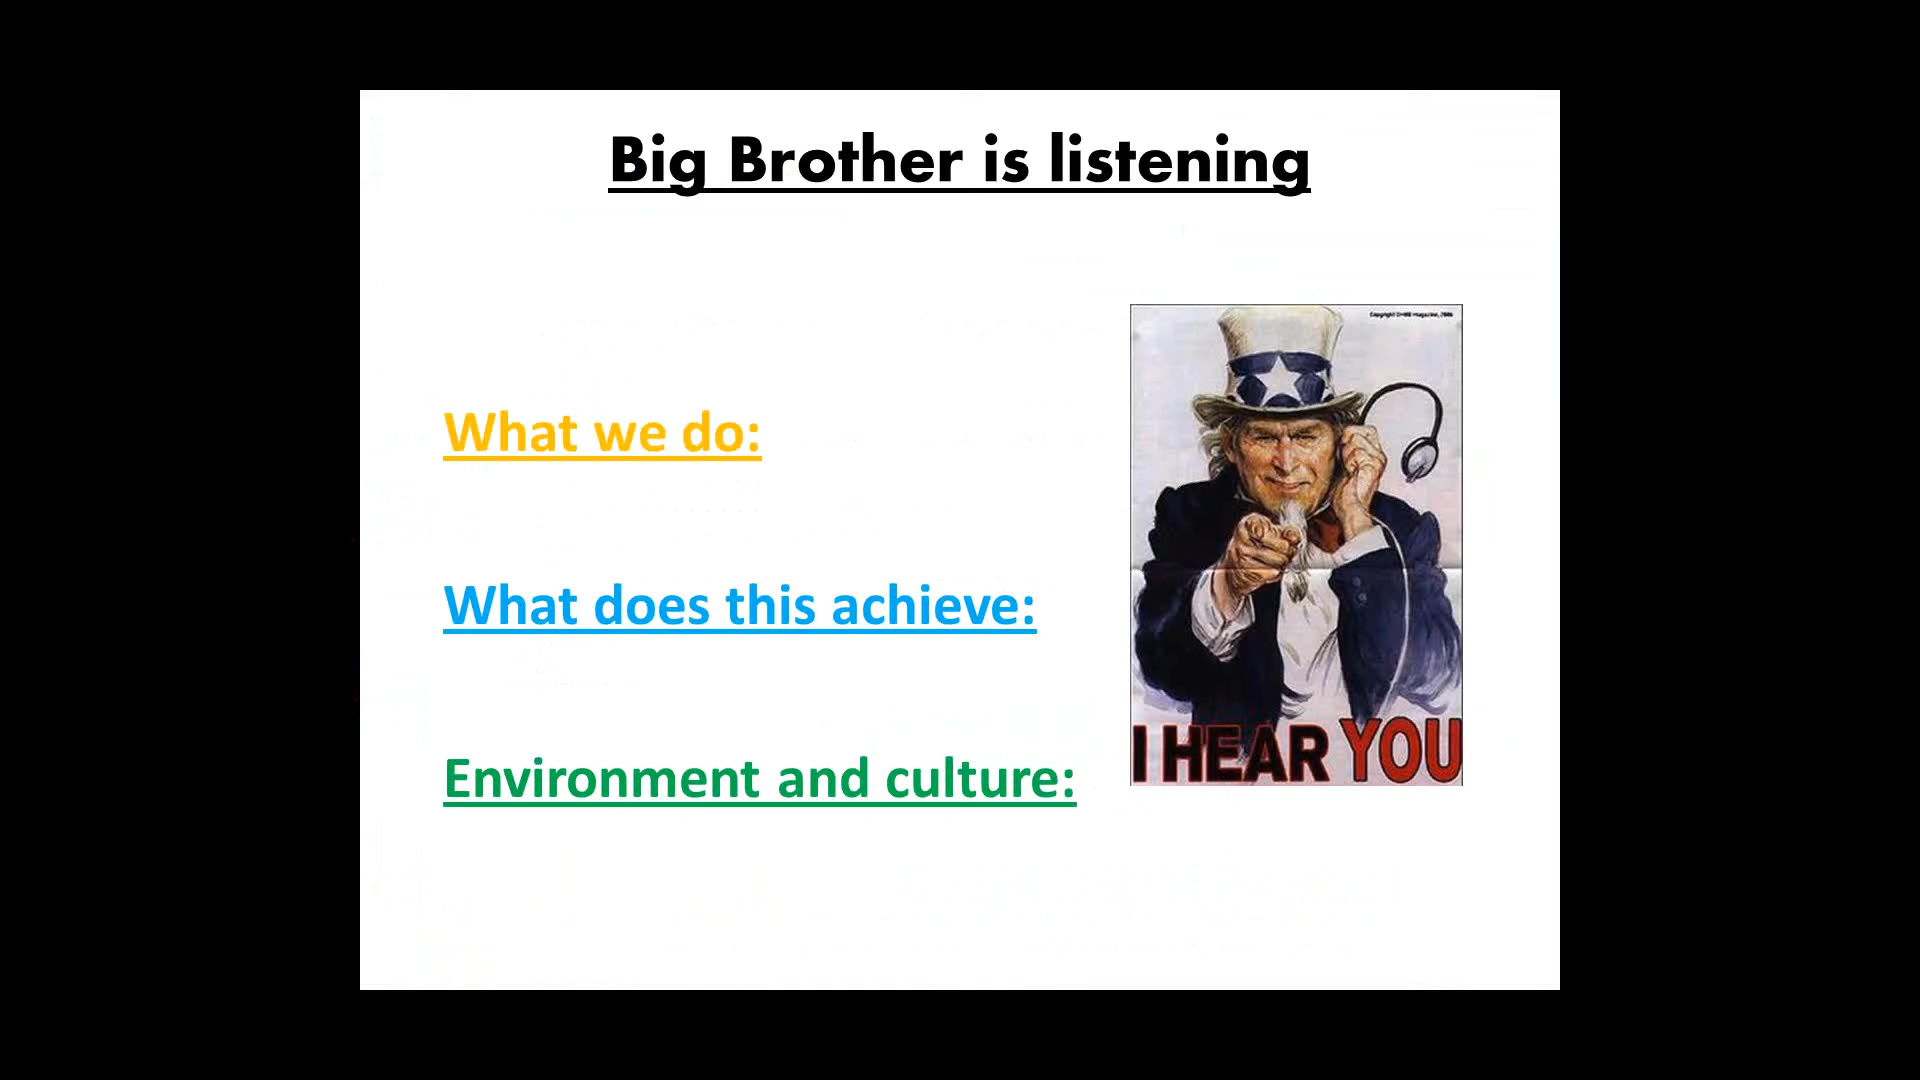 Big Brother is listening
What we do:
What does this achieve:
Environment and culture:
I HEAR YOU